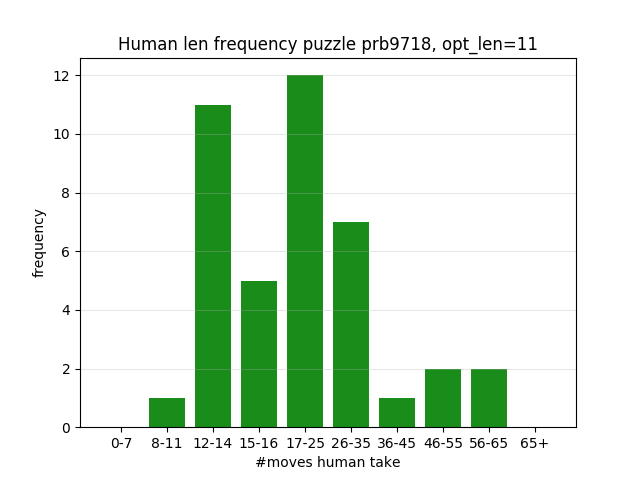 Human len frequency puzzle prb9718, opt_len=11
12
10
8
6
4
2
0
frequency
0-7 8-11 12-14 15-16 17-25 26-35 36-45 46-55 56-65 65+
#moves human take